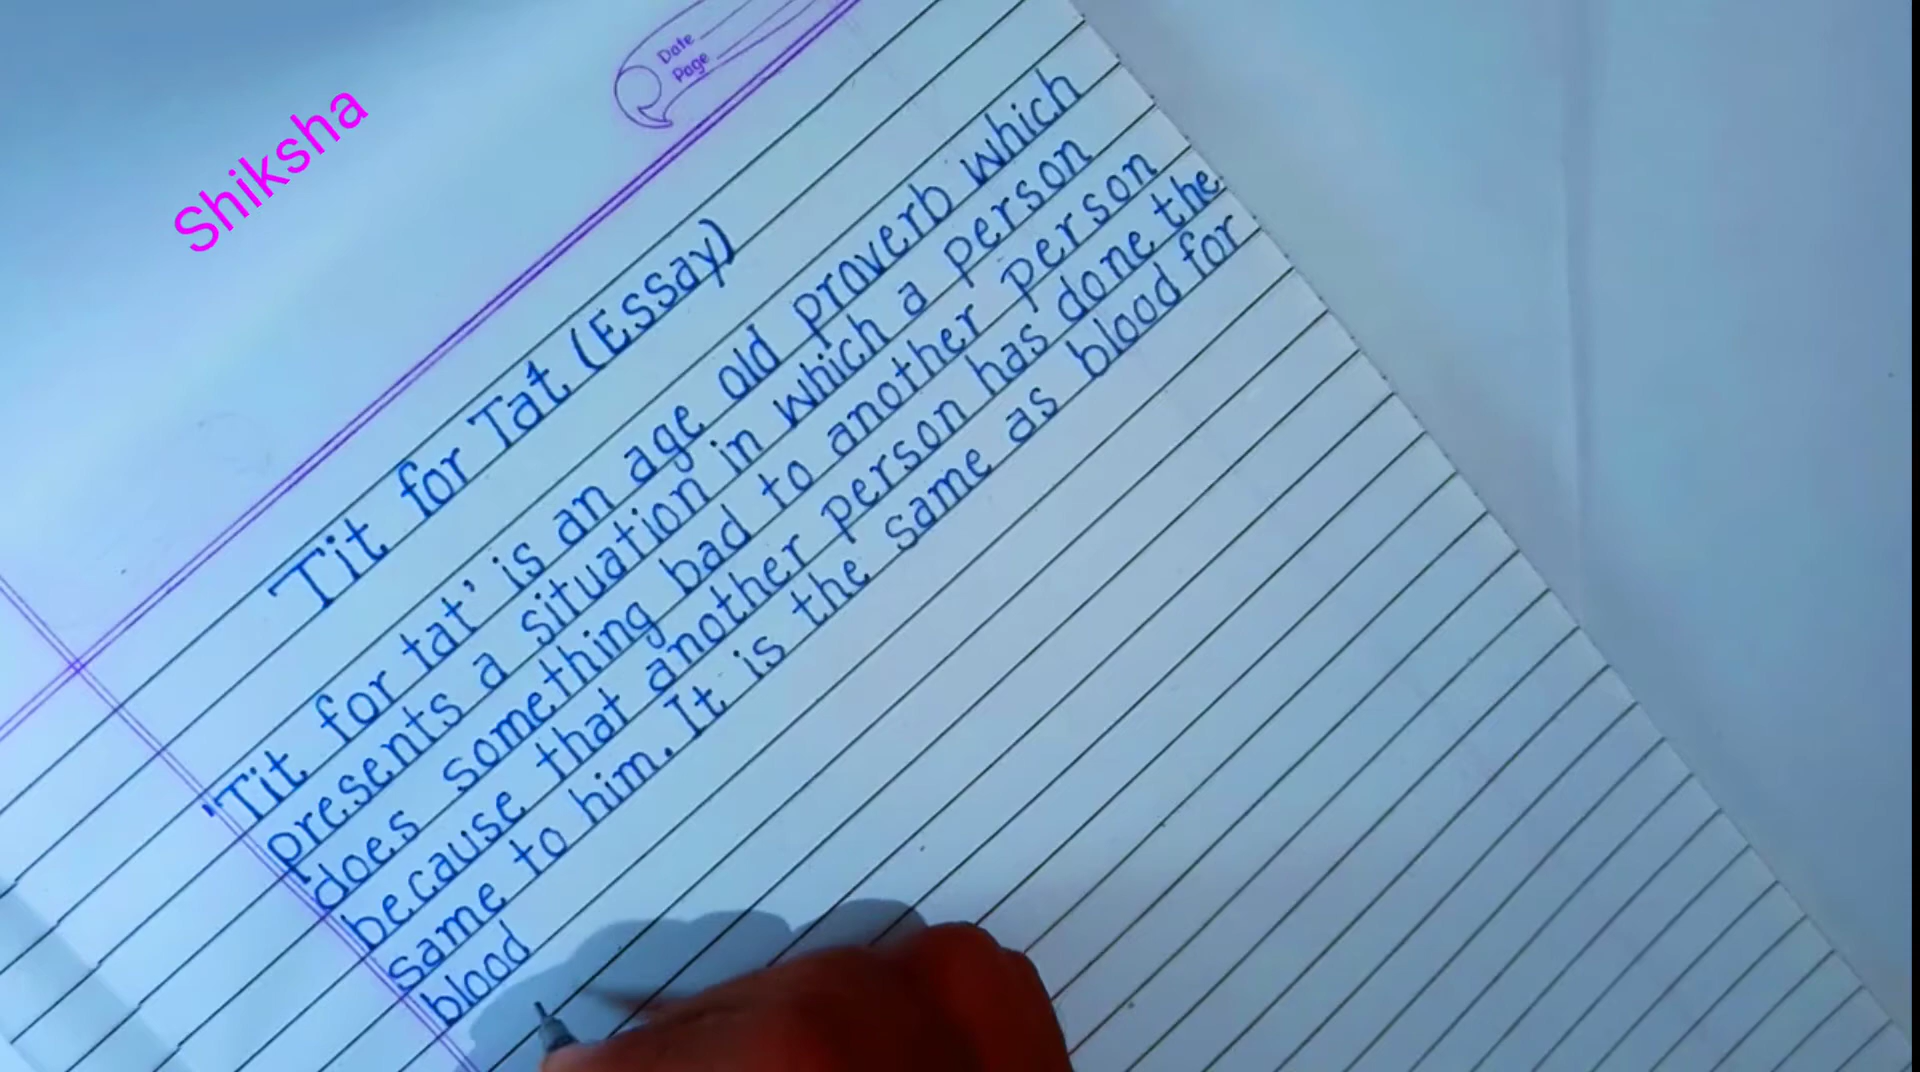 Shiksha
Date
Page
Tit for Tat (Essay)
'Tit for tat' is an age old proverb which
presents a situation in which a person
does something bad to another person
because that another person has done the
same to him. It is the same as blood for
blood